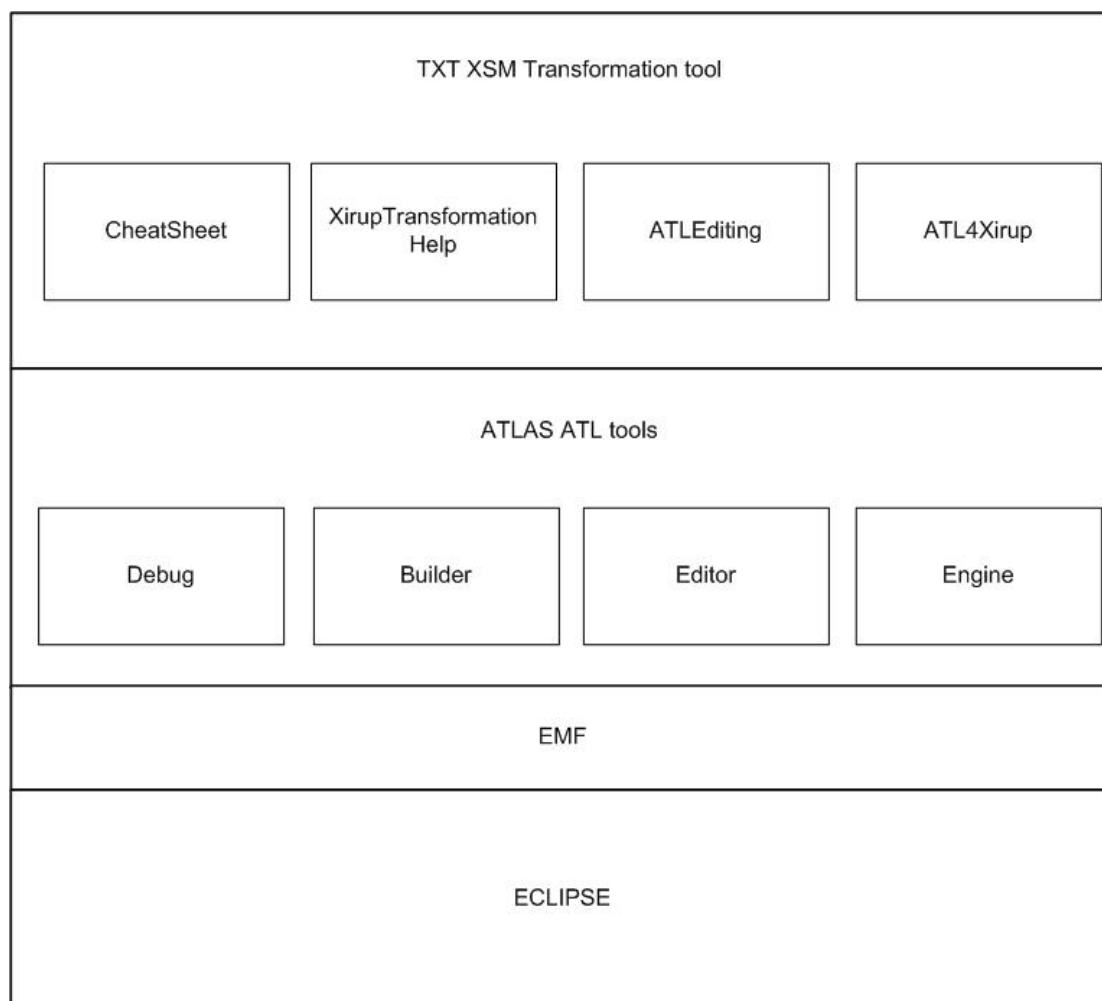 TXT XSM Transformation tool
CheatSheet
XirupTransformation
Help
ATLEditing
ATL4Xirup
ATLAS ATL tools
Debug
Builder
Editor
Engine
EMF
ECLIPSE